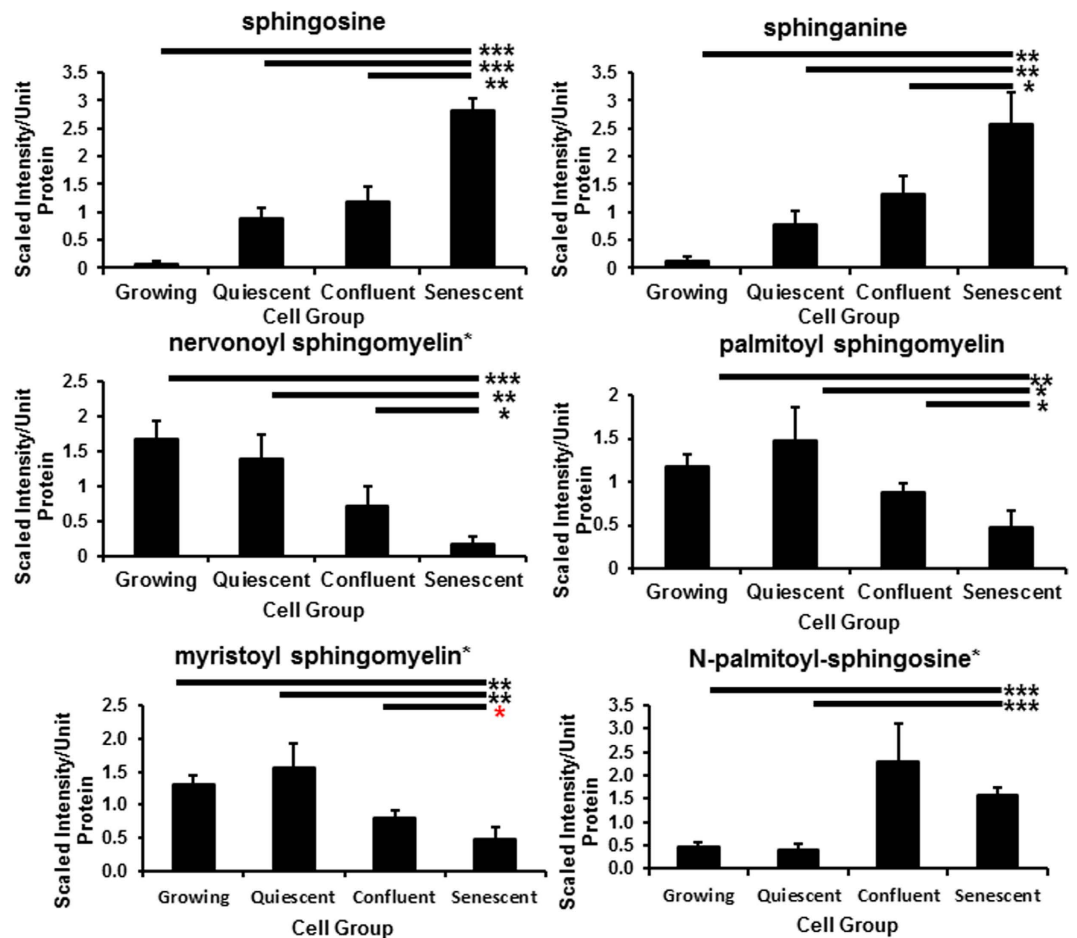 sphingosine
***
***
**
Scaled Intensity/Unit
Protein
3.5
3
2.5
2
1.5
1
0.5
0
Growing Quiescent Confluent Senescent
Cell Group
sphinganine
**
**
*
Scaled Intensity/Unit
Protein
3.5
3
2.5
2
1.5
1
0.5
0
Growing Quiescent Confluent Senescent
Cell Group
nervonoyl sphingomyelin*
***
**
*
Scaled Intensity/Unit
Protein
2.5
2
1.5
1
0.5
0
Growing Quiescent Confluent Senescent
Cell Group
palmitoyl sphingomyelin
**
*
*
Scaled Intensity/Unit
Protein
2
1.5
1
0.5
0
Growing Quiescent Confluent Senescent
Cell Group
myristoyl sphingomyelin*
**
**
*
Scaled Intensity/Unit
Protein
2.5
2.0
1.5
1.0
0.5
0.0
Growing Quiescent Confluent Senescent
Cell Group
N-palmitoyl-sphingosine*
***
***
Scaled Intensity/Unit
Protein
3.5
3.0
2.5
2.0
1.5
1.0
0.5
0.0
Growing Quiescent Confluent Senescent
Cell Group